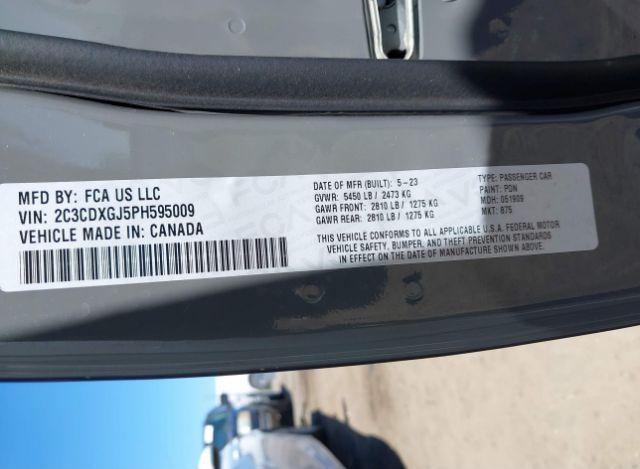 MFD BY: FCA US LLC
VIN: 2C3CDXGJ5PH595009
VEHICLE MADE IN: CANADA
DATE OF MFR (BUILT): 5-23
GVWR: 5450 LB / 2473 KG
GAWR FRONT: 2810 LB / 1275 KG
GAWR REAR: 2810 LB / 1275 KG
TYPE: PASSENGER CAR
PAINT: PDN
MDH: 051909
MKT: 875
THIS VEHICLE CONFORMS TO ALL APPLICABLE U.S.A. FEDERAL MOTOR
VEHICLE SAFETY, BUMPER, AND THEFT PREVENTION STANDARDS
IN EFFECT ON THE DATE OF MANUFACTURE SHOWN ABOVE.